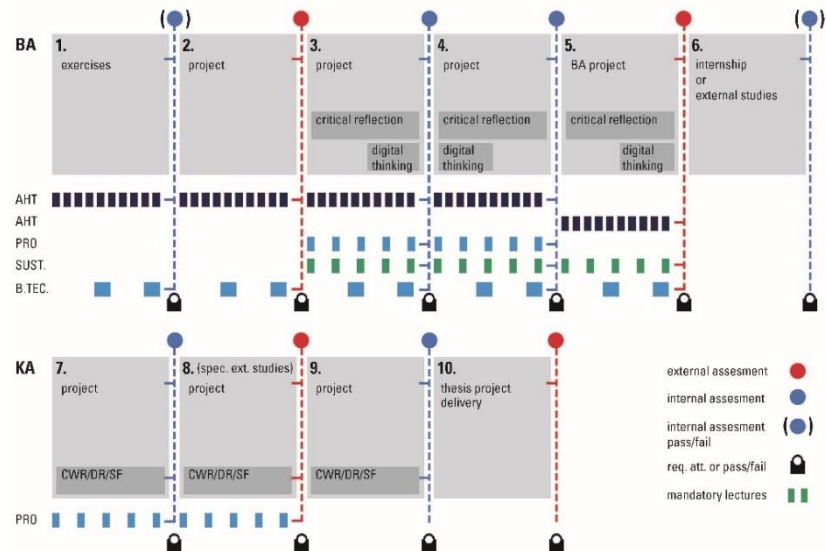 ( )
BA
1.
exercises
2.
project
3.
project
critical reflection
digital
thinking
4.
project
critical reflection
digital
thinking
5.
BA project
critical reflection
digital
thinking
6.
internship
or
external studies
( )
AHT
AHT
PRO
SUST.
B.TEC.
KA
7.
project
CWR/DR/SF
8. (spec. ext. studies)
project
CWR/DR/SF
9.
project
CWR/DR/SF
10.
thesis project
delivery
PRO
external assesment
internal assesment
internal assesment
pass/fail
( )
req. att. or pass/fail
mandatory lectures